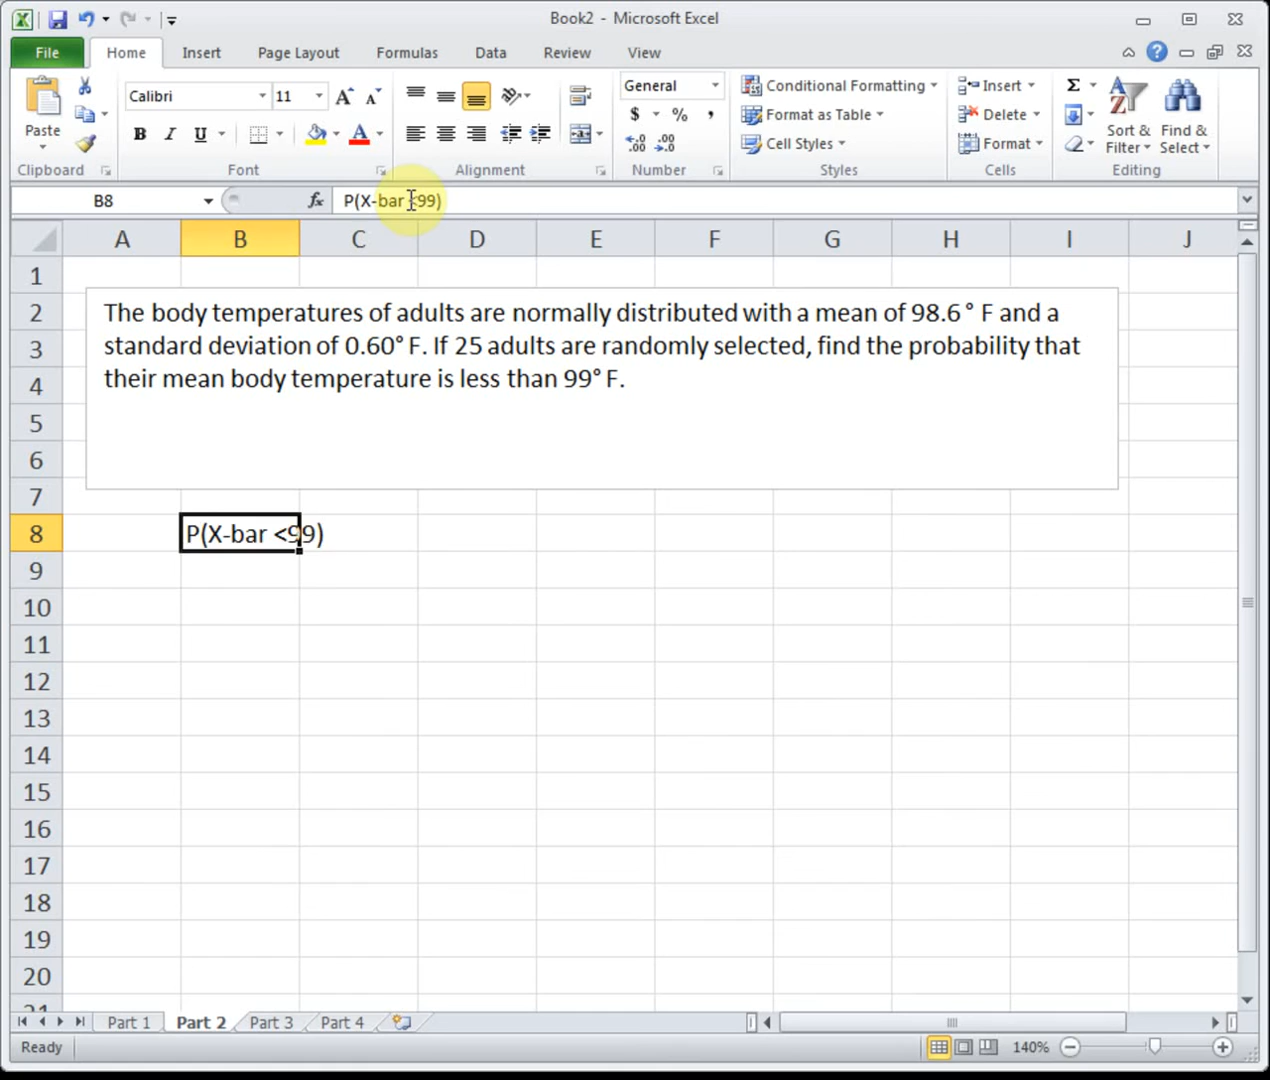 Book2 - Microsoft Excel
File Home Insert Page Layout Formulas Data Review View
Calibri 11 General Conditional Formatting Insert Σ
Paste $ % , Format as Table Delete Sort & Find &
B I U A Cell Styles Format Filter Select
Clipboard Font Alignment Number Styles Cells Editing
B8 fx P(X-bar <99)
A B C D E F G H I J
1
2
3
4
5
6
7
8
9
10
11
12
13
14
15
16
17
18
19
20
21
The body temperatures of adults are normally distributed with a mean of 98.6° F and a
standard deviation of 0.60° F. If 25 adults are randomly selected, find the probability that
their mean body temperature is less than 99° F.
P(X-bar <99)
Part 1 Part 2 Part 3 Part 4
Ready 140%